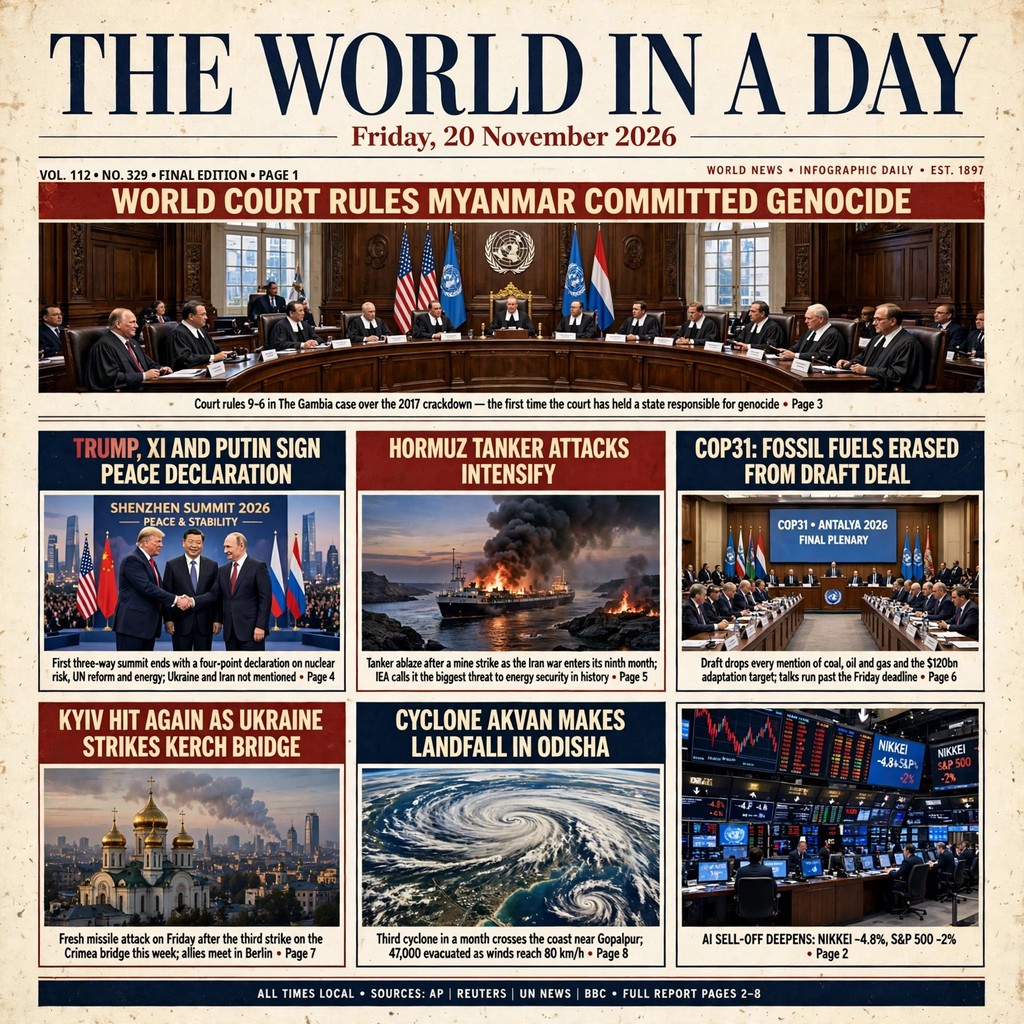 THE WORLD IN A DAY
Friday, 20 November 2026
VOL. 112 • NO. 329 • FINAL EDITION • PAGE 1
WORLD NEWS • INFOGRAPHIC DAILY • EST. 1897
WORLD COURT RULES MYANMAR COMMITTED GENOCIDE
Court rules 9–6 in The Gambia case over the 2017 crackdown — the first time the court has held a state responsible for genocide • Page 3
TRUMP, XI AND PUTIN SIGN
PEACE DECLARATION
SHENZHEN SUMMIT 2026
— PEACE & STABILITY —
First three-way summit ends with a four-point declaration on nuclear
risk, UN reform and energy; Ukraine and Iran not mentioned • Page 4
HORMUZ TANKER ATTACKS
INTENSIFY
Tanker ablaze after a mine strike as the Iran war enters its ninth month;
IEA calls it the biggest threat to energy security in history • Page 5
COP31: FOSSIL FUELS ERASED
FROM DRAFT DEAL
COP31 • ANTALYA 2026
FINAL PLENARY
Draft drops every mention of coal, oil and gas and the $120bn
adaptation target; talks run past the Friday deadline • Page 6
KYIV HIT AGAIN AS UKRAINE
STRIKES KERCH BRIDGE
Fresh missile attack on Friday after the third strike on the
Crimea bridge this week; allies meet in Berlin • Page 7
CYCLONE AKVAN MAKES
LANDFALL IN ODISHA
Third cyclone in a month crosses the coast near Gopalpur;
47,000 evacuated as winds reach 80 km/h • Page 8
NIKKEI
-4.8% S&P%
-2%
NIKKEI
S&P 500
-2%
AI SELL-OFF DEEPENS: NIKKEI –4.8%, S&P 500 –2%
• Page 2
ALL TIMES LOCAL • SOURCES: AP | REUTERS | UN NEWS | BBC • FULL REPORT PAGES 2–8